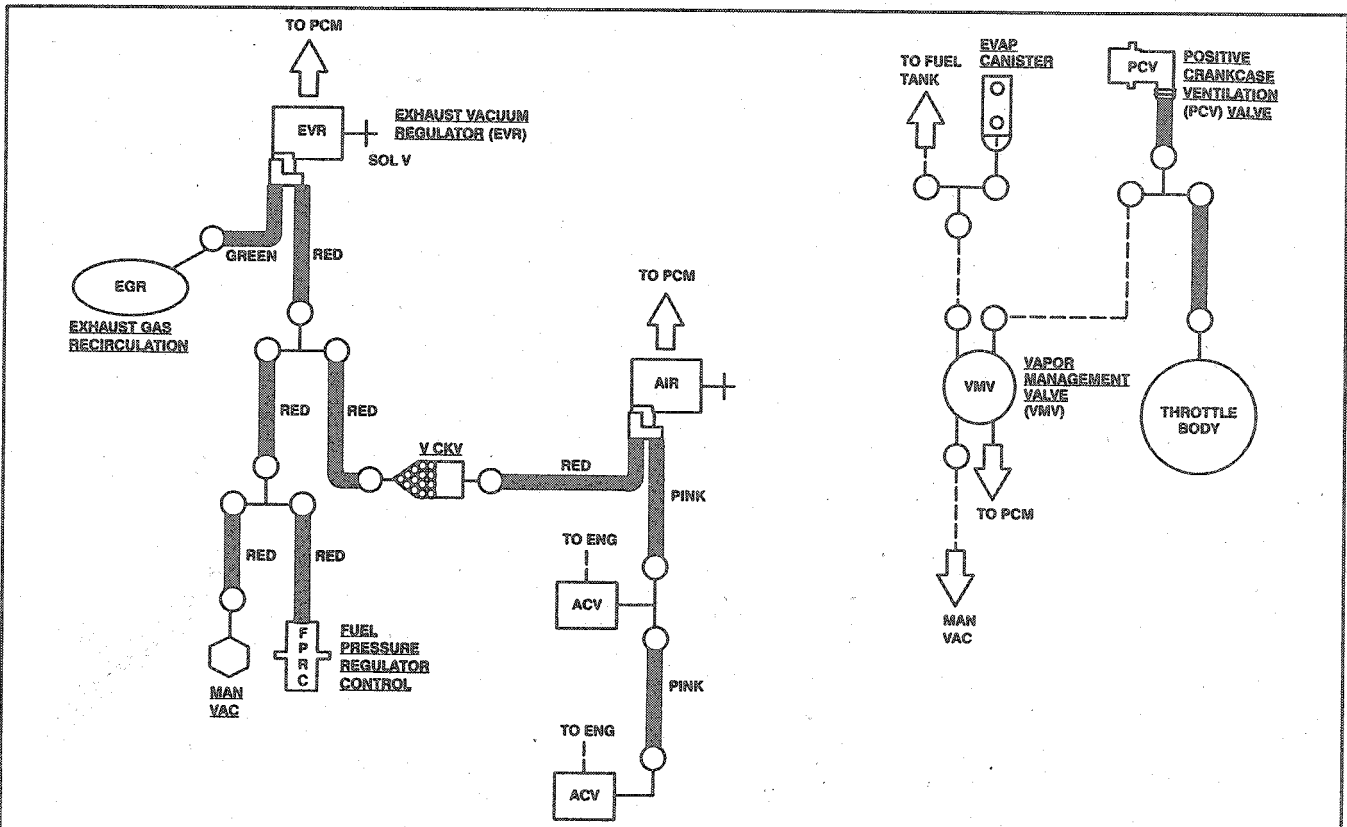 TO PCM
EVR
EXHAUST VACUUM
REGULATOR (EVR)
SOL V
GREEN
RED
EGR
EXHAUST GAS
RECIRCULATION
RED
RED
V CKV
RED
RED
RED
MAN
VAC
F
P
R
C
FUEL
PRESSURE
REGULATOR
CONTROL
TO PCM
AIR
PINK
TO ENG
ACV
PINK
TO ENG
ACV
TO FUEL
TANK
EVAP
CANISTER
PCV
POSITIVE
CRANKCASE
VENTILATION
(PCV) VALVE
VMV
VAPOR
MANAGEMENT
VALVE
(VMV)
THROTTLE
BODY
TO PCM
MAN
VAC